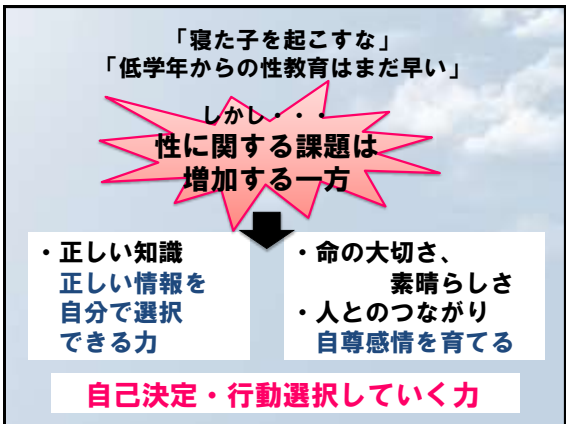 「寝た子を起こすな」
「低学年からの性教育はまだ早い」
しかし・・・
性に関する課題は
増加する一方
・正しい知識
正しい情報を
自分で選択
できる力
・命の大切さ、
素晴らしさ
・人とのつながり
自尊感情を育てる
自己決定・行動選択していく力